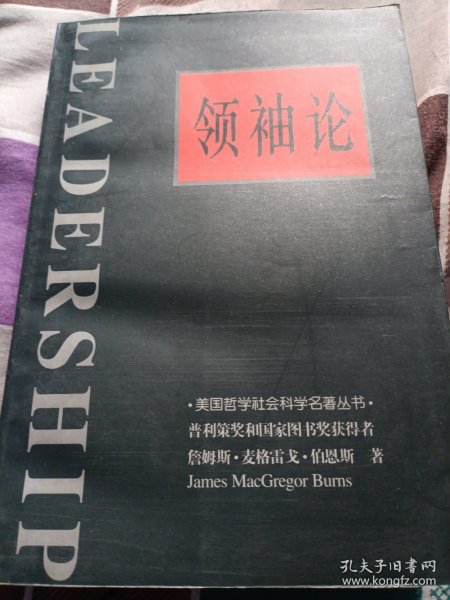 LEADERSHIP
领袖论
·美国哲学社会科学名著丛书·
普利策奖和国家图书奖获得者
詹姆斯·麦格雷戈·伯恩斯 著
James MacGregor Burns
孔夫子旧书网
www.kongfz.com